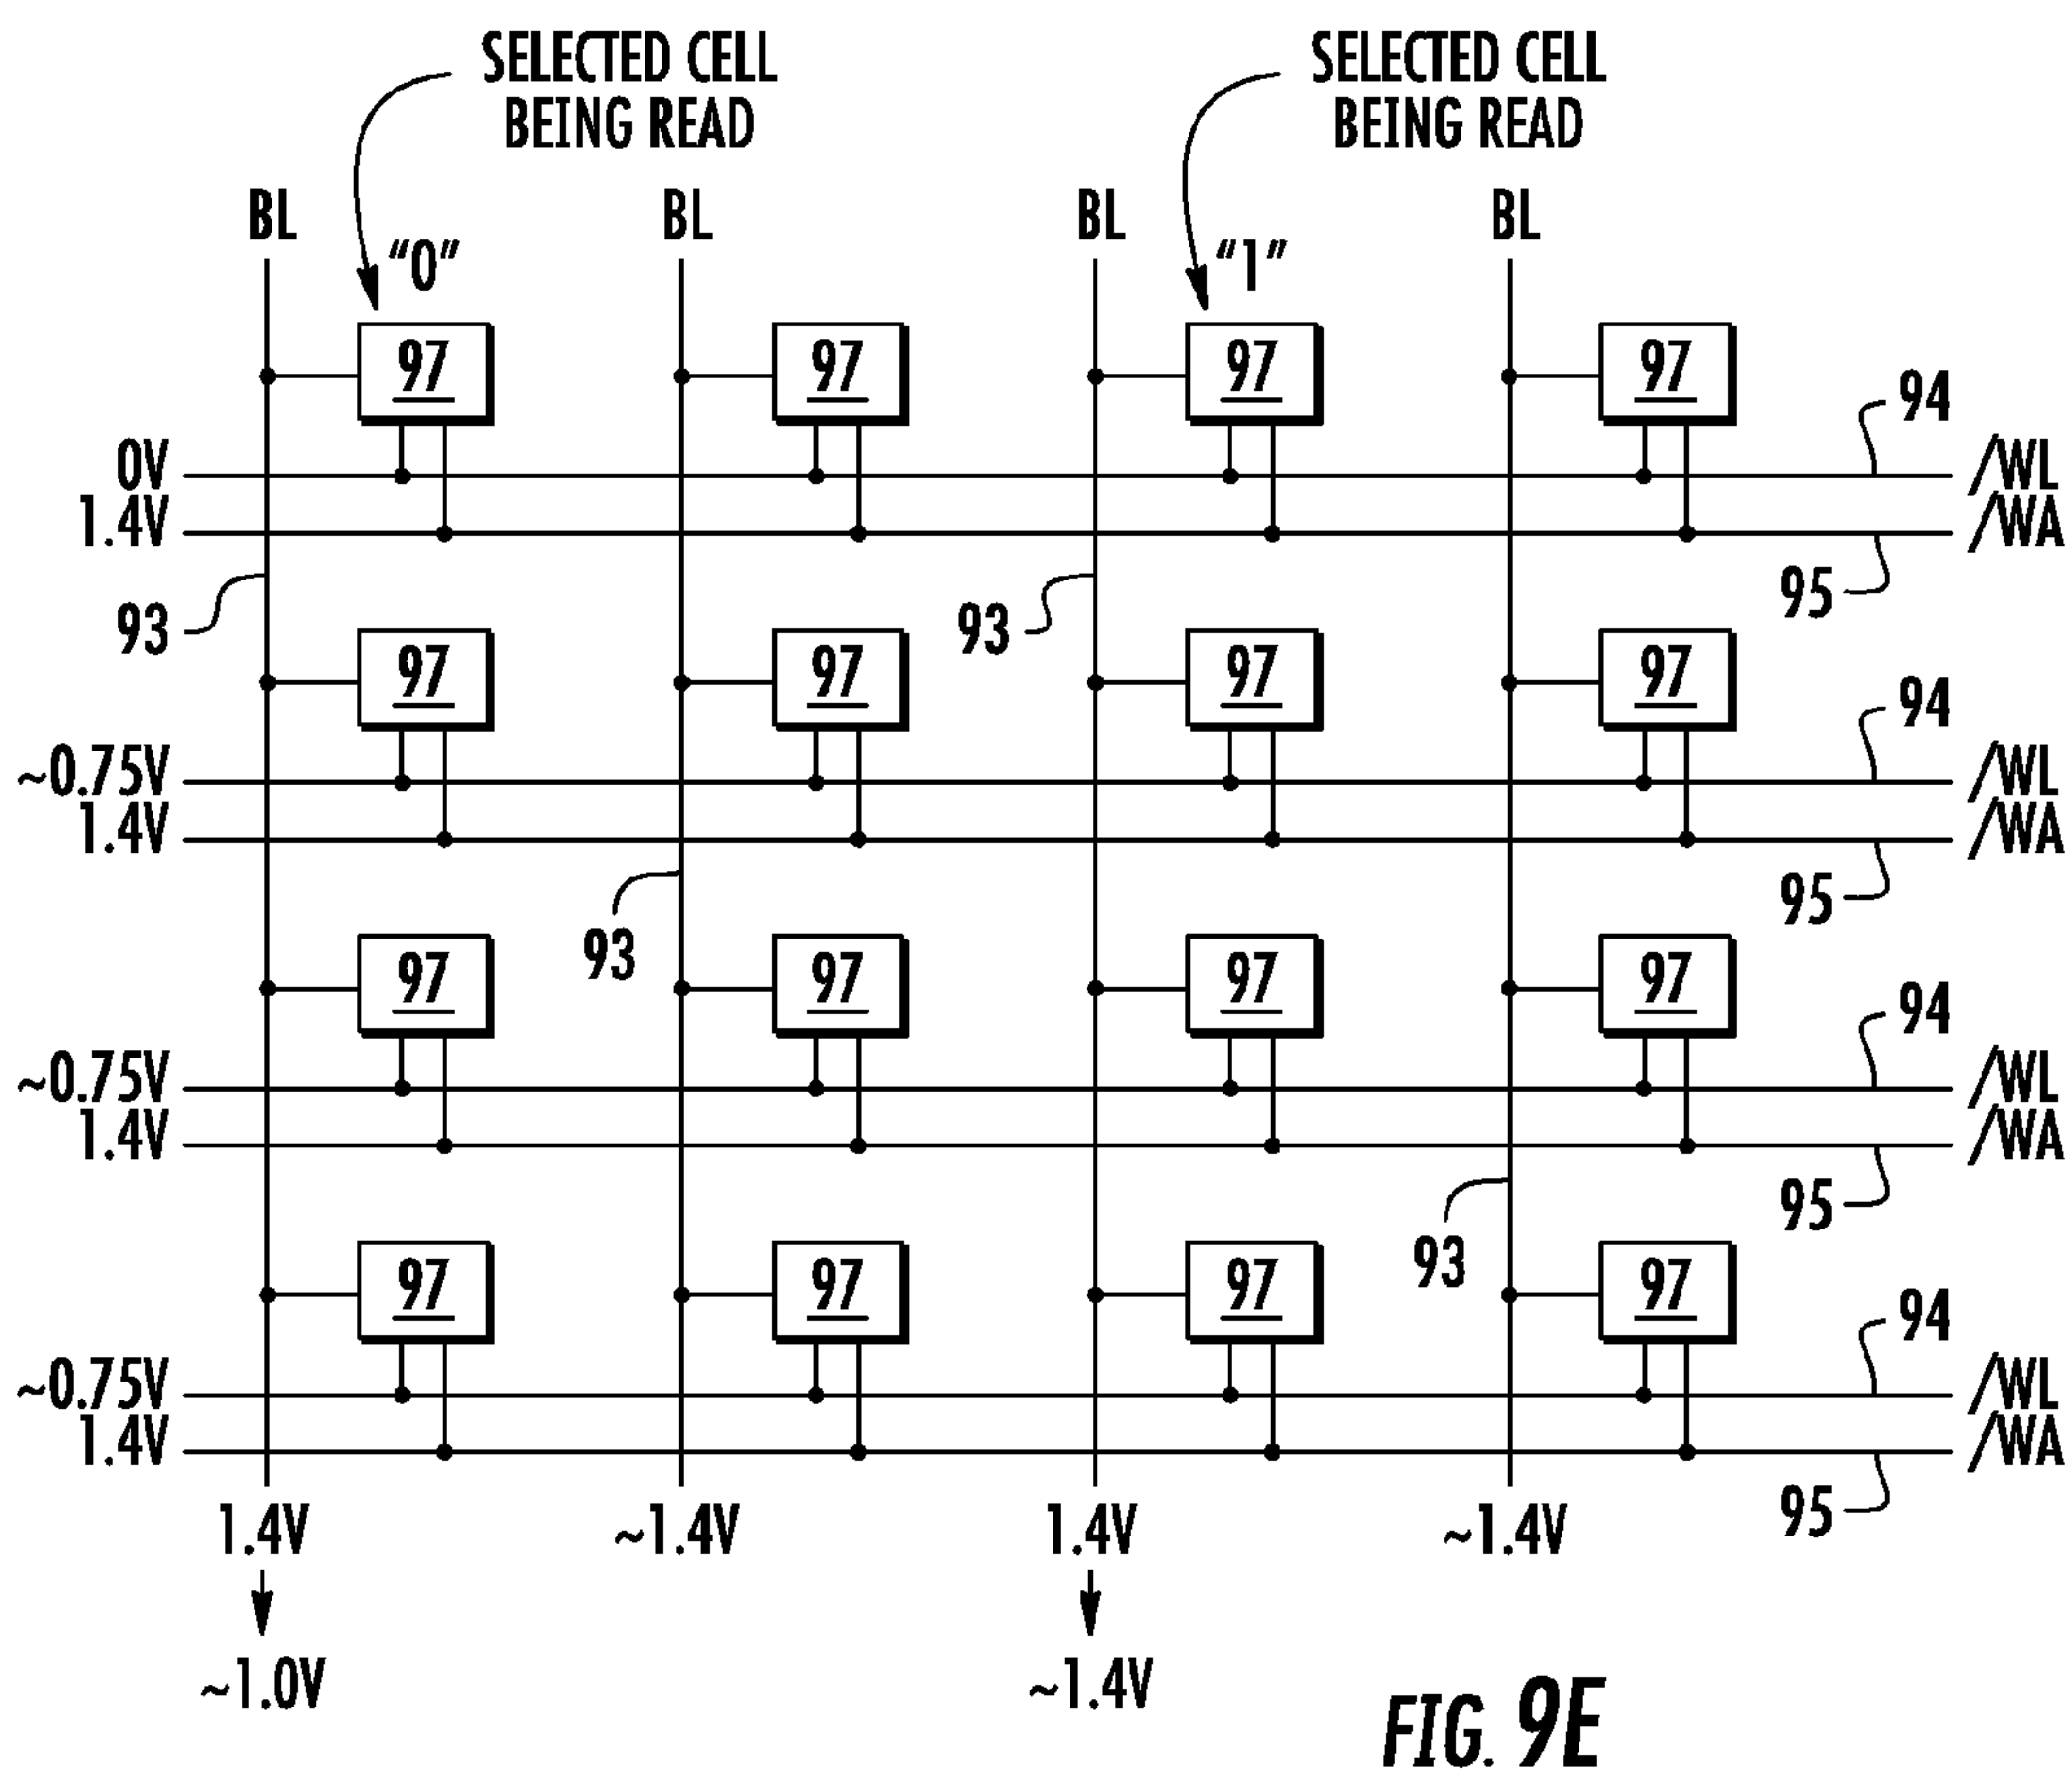 SELECTED CELL
BEING READ
SELECTED CELL
BEING READ
BL
BL
BL
BL
“0”
“1”
97
97
97
97
94
0V
/WL
1.4V
/WA
95
93
93
97
97
97
97
94
~0.75V
/WL
1.4V
/WA
95
93
97
97
97
97
94
~0.75V
/WL
1.4V
/WA
95
93
97
97
97
97
94
~0.75V
/WL
1.4V
/WA
95
1.4V
~1.4V
1.4V
~1.4V
~1.0V
~1.4V
FIG. 9E